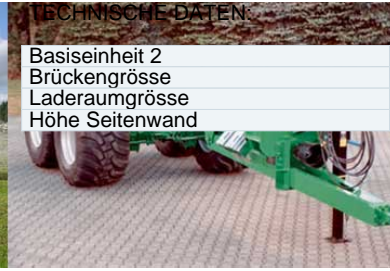 TECHNISCHE DATEN:
Basiseinheit 2
Brückengrösse
Laderaumgrösse
Höhe Seitenwand